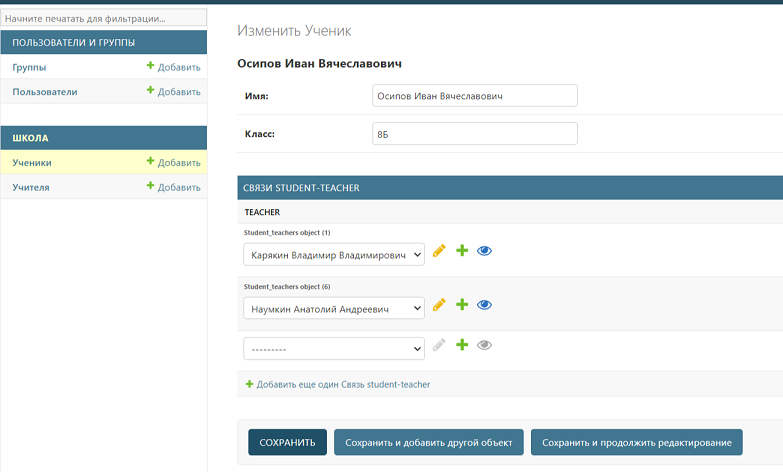 Начните печатать для фильтрации...
ПОЛЬЗОВАТЕЛИ И ГРУППЫ
Группы + Добавить
Пользователи + Добавить
ШКОЛА
Ученики + Добавить
Учителя + Добавить
Изменить Ученик
Осипов Иван Вячеславович
Имя: Осипов Иван Вячеславович
Класс: 8Б
СВЯЗИ STUDENT-TEACHER
TEACHER
Student_teachers object (1)
Карякин Владимир Владимирович
Student_teachers object (6)
Наумкин Анатолий Андреевич
---------
+ Добавить еще один Связь student-teacher
СОХРАНИТЬ Сохранить и добавить другой объект Сохранить и продолжить редактирование